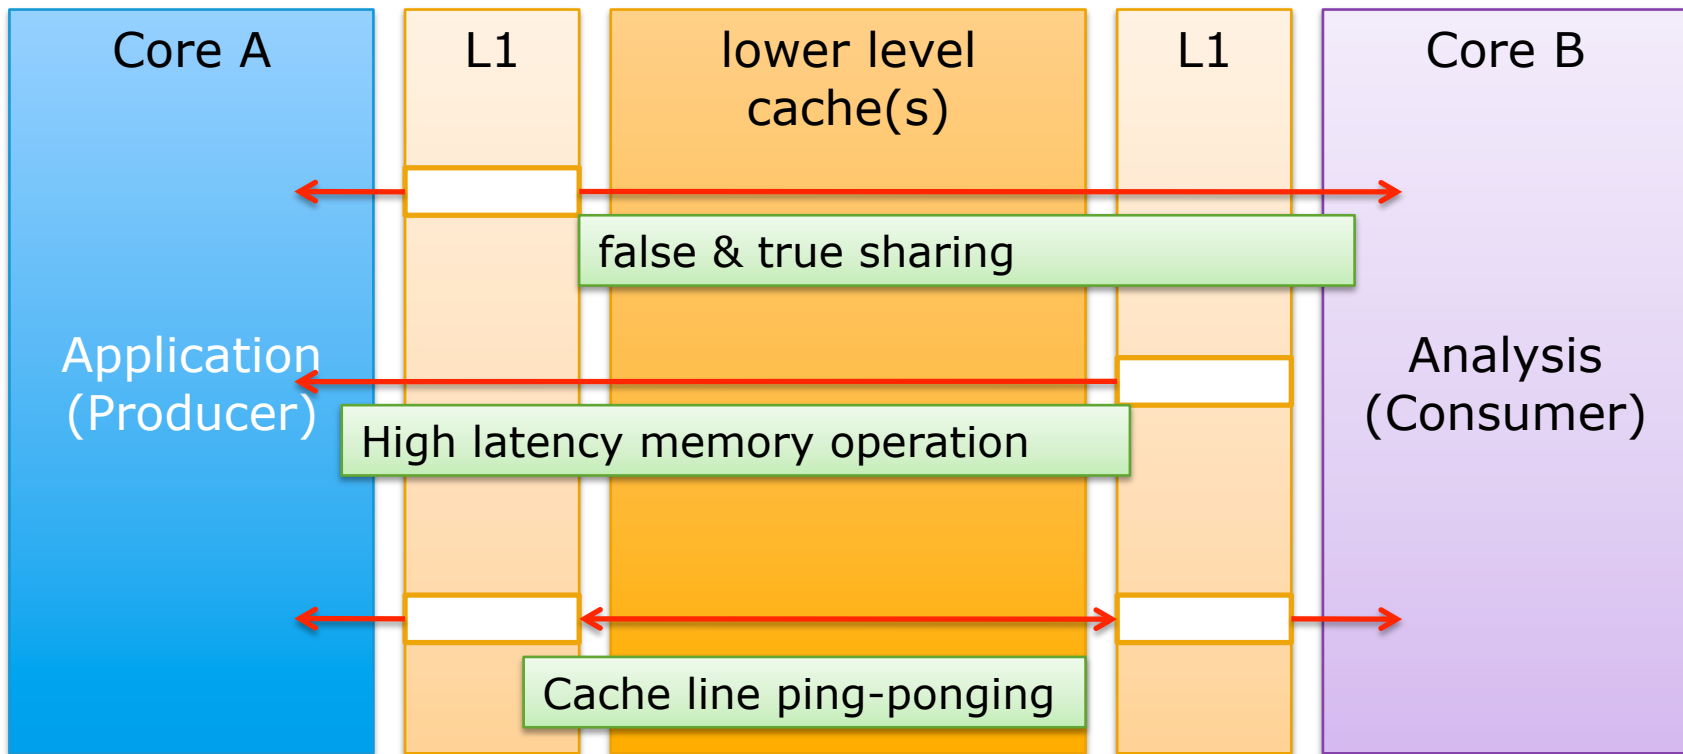 Core A
L1
lower level
cache(s)
L1
Core B
false & true sharing
Application
(Producer)
High latency memory operation
Analysis
(Consumer)
Cache line ping-ponging